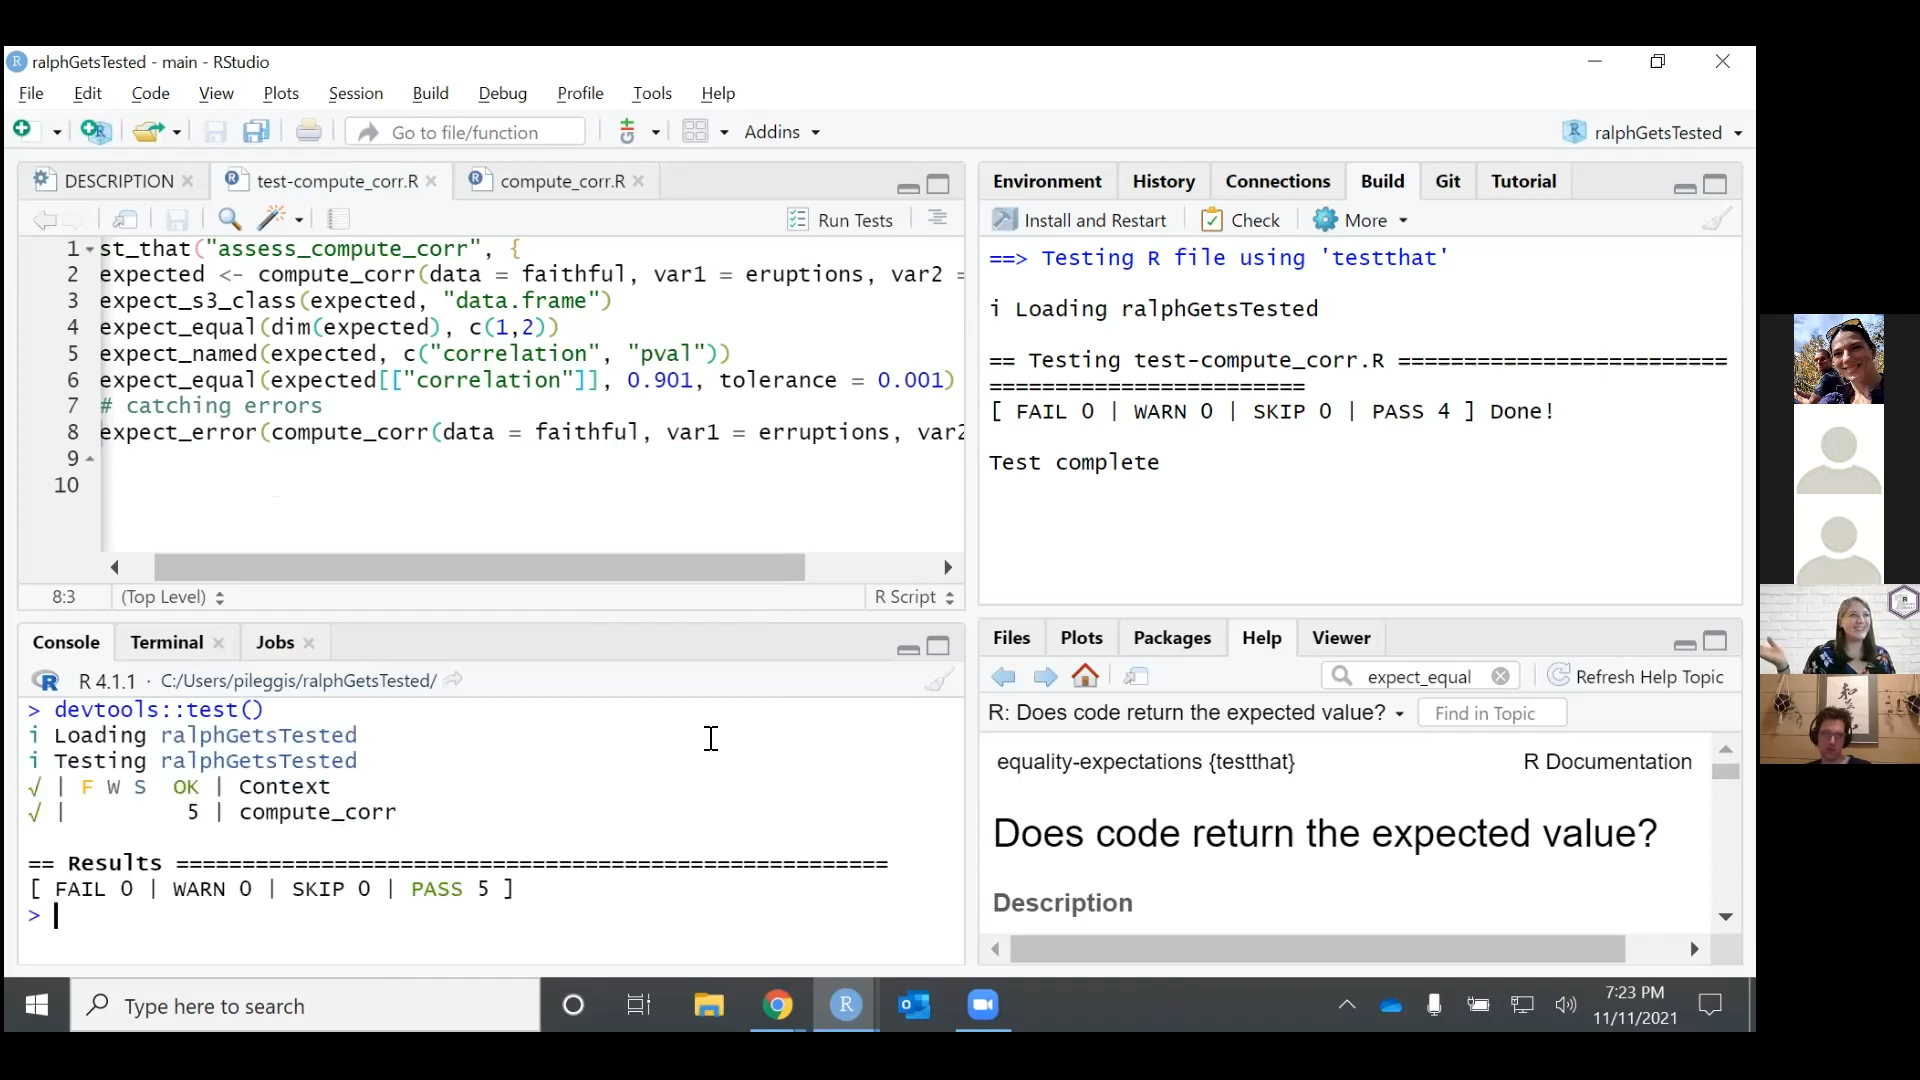 ralphGetsTested - main - RStudio
File Edit Code View Plots Session Build Debug Profile Tools Help
Go to file/function Addins ralphGetsTested
DESCRIPTION test-compute_corr.R compute_corr.R
Run Tests
1 st_that("assess_compute_corr", {
2 expected <- compute_corr(data = faithful, var1 = eruptions, var2 =
3 expect_s3_class(expected, "data.frame")
4 expect_equal(dim(expected), c(1,2))
5 expect_named(expected, c("correlation", "pval"))
6 expect_equal(expected[["correlation"]], 0.901, tolerance = 0.001)
7 # catching errors
8 expect_error(compute_corr(data = faithful, var1 = erruptions, var2
9
10
8:3 (Top Level) R Script
Console Terminal Jobs
R 4.1.1 · C:/Users/pileggis/ralphGetsTested/
> devtools::test()
i Loading ralphGetsTested
i Testing ralphGetsTested
√ | F W S OK | Context
√ | 5 | compute_corr
== Results ======================================================
[ FAIL 0 | WARN 0 | SKIP 0 | PASS 5 ]
>
Environment History Connections Build Git Tutorial
Install and Restart Check More
==> Testing R file using 'testthat'
i Loading ralphGetsTested
== Testing test-compute_corr.R =========================
========================
[ FAIL 0 | WARN 0 | SKIP 0 | PASS 4 ] Done!
Test complete
Files Plots Packages Help Viewer
expect_equal Refresh Help Topic
R: Does code return the expected value? Find in Topic
equality-expectations {testthat} R Documentation
Does code return the expected value?
Description
Type here to search
7:23 PM
11/11/2021